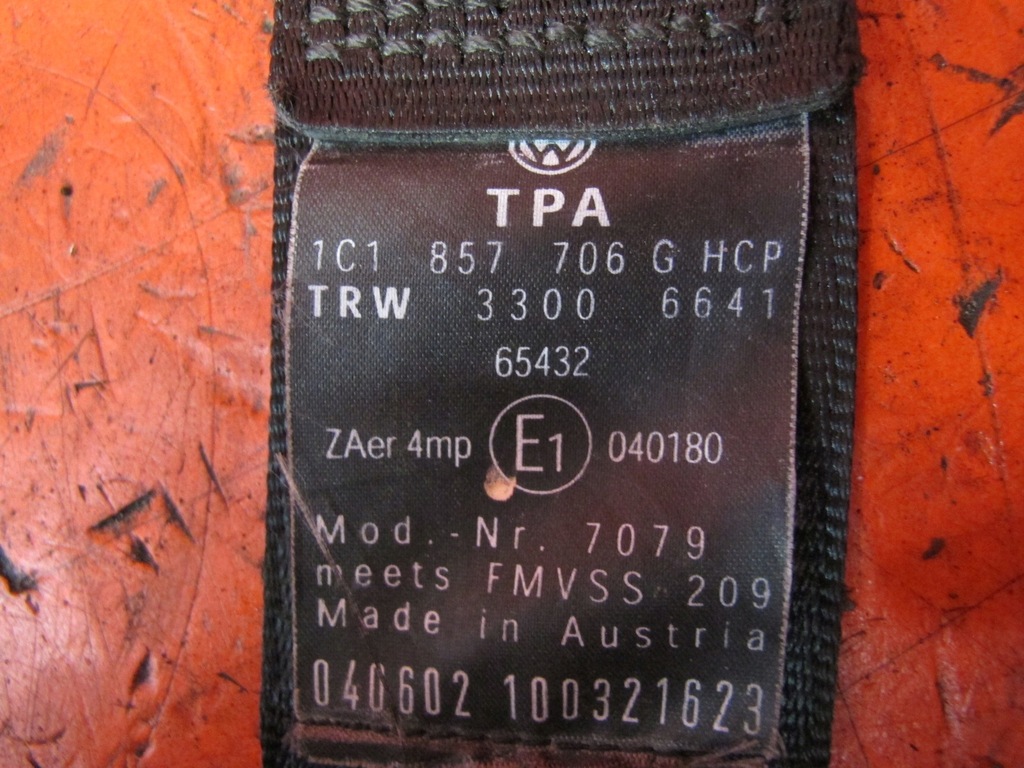 TPA
1C1 857 706 G HCP
TRW 3300 6641
65432
ZAer 4mp E1 040180
Mod.-Nr. 7079
meets FMVSS 209
Made in Austria
040602 100321623